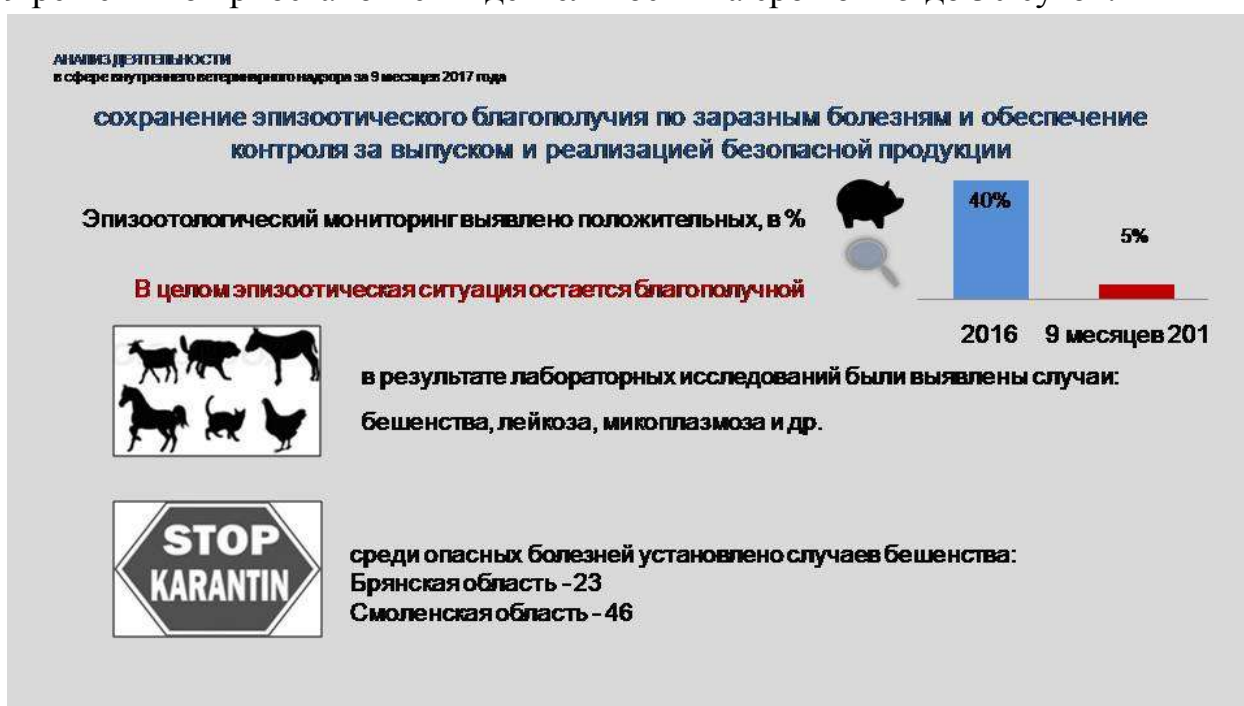 АНАЛИЗ ДЕЯТЕЛЬНОСТИ
в сфере внутреннего ветеринарного надзора за 9 месяцев 2017 года
сохранение эпизоотического благополучия по заразным болезням и обеспечение
контроля за выпуском и реализацией безопасной продукции
Эпизоотологический мониторинг выявлено положительных, в %
40%
5%
В целом эпизоотическая ситуация остается благополучной
2016 9 месяцев 201
в результате лабораторных исследований были выявлены случаи:
бешенства, лейкоза, микоплазмоза и др.
STOP
KARANTIN
среди опасных болезней установлено случаев бешенства:
Брянская область - 23
Смоленская область - 46